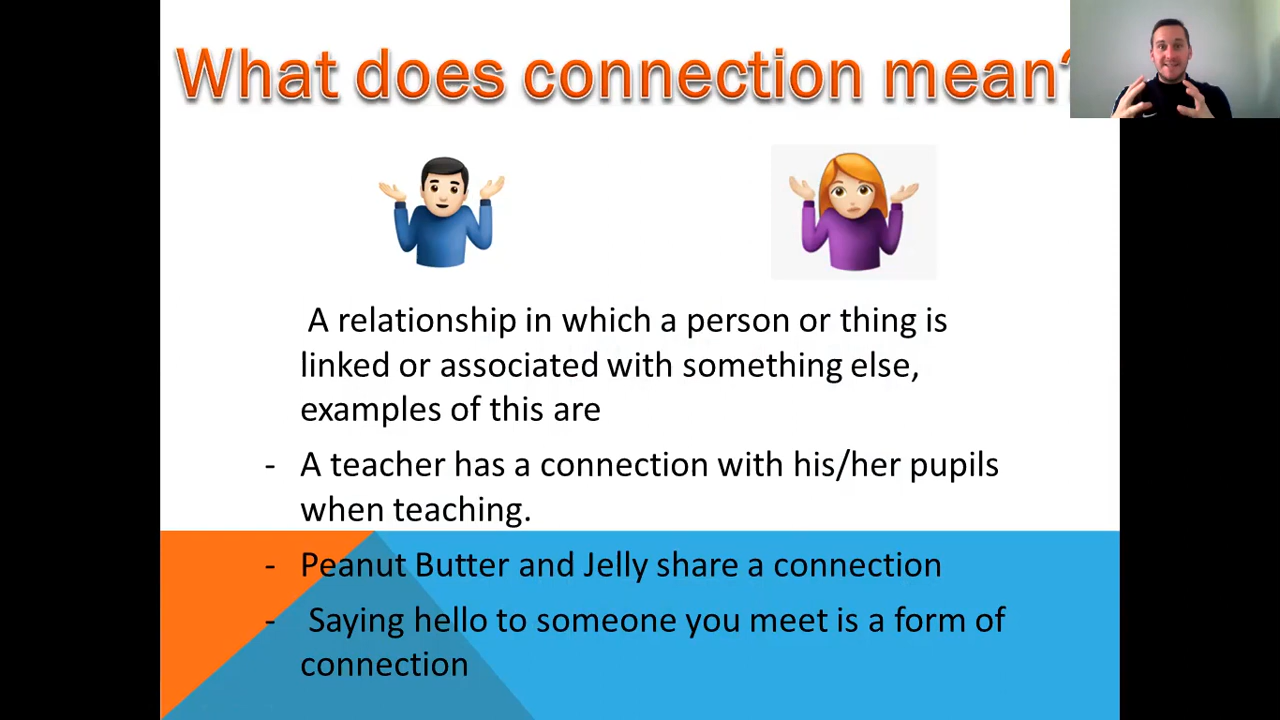 What does connection mean?
A relationship in which a person or thing is
linked or associated with something else,
examples of this are
- A teacher has a connection with his/her pupils
when teaching.
- Peanut Butter and Jelly share a connection
- Saying hello to someone you meet is a form of
connection